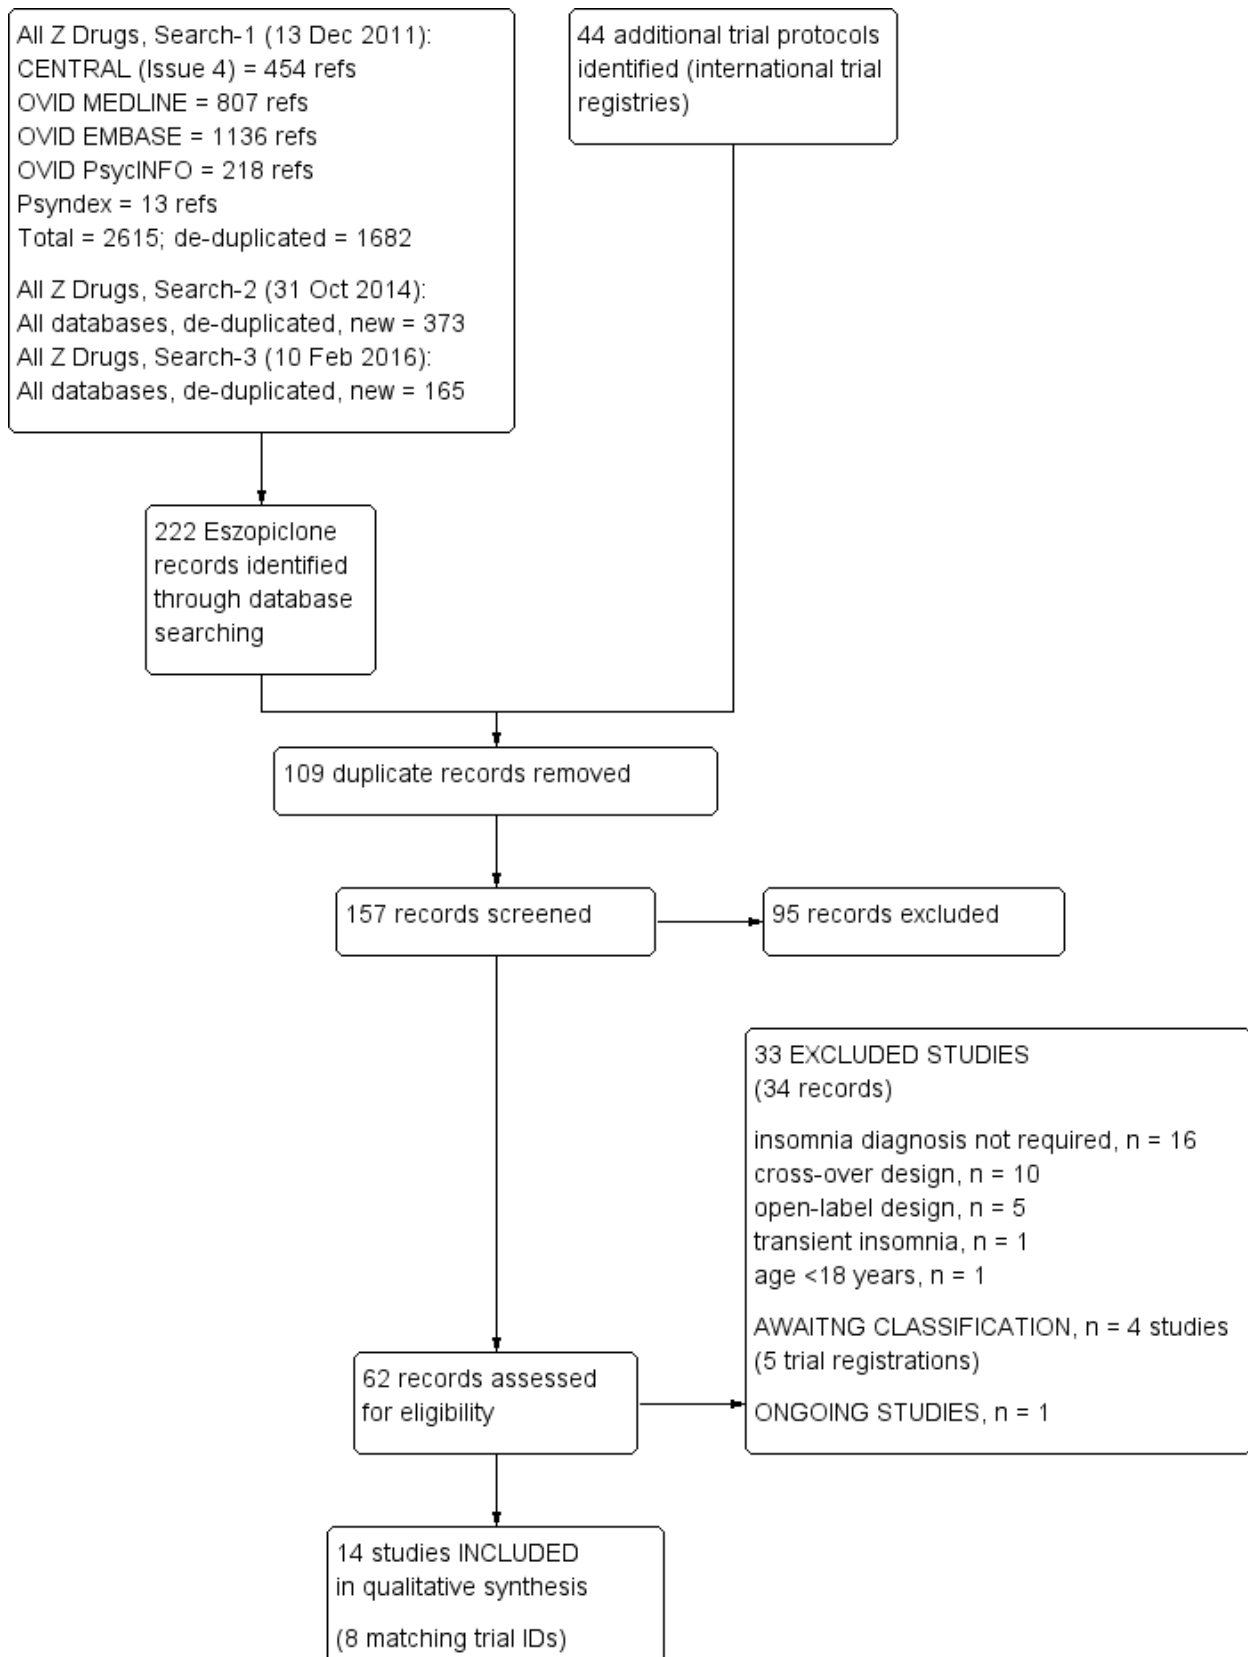 All Z Drugs, Search-1 (13 Dec 2011):
CENTRAL (Issue 4) = 454 refs
OVID MEDLINE = 807 refs
OVID EMBASE = 1136 refs
OVID PsycINFO = 218 refs
Psyndex = 13 refs
Total = 2615; de-duplicated = 1682
All Z Drugs, Search-2 (31 Oct 2014):
All databases, de-duplicated, new = 373
All Z Drugs, Search-3 (10 Feb 2016):
All databases, de-duplicated, new = 165
44 additional trial protocols
identified (international trial
registries)
222 Eszopiclone
records identified
through database
searching
109 duplicate records removed
157 records screened
95 records excluded
33 EXCLUDED STUDIES
(34 records)
insomnia diagnosis not required, n = 16
cross-over design, n = 10
open-label design, n = 5
transient insomnia, n = 1
age <18 years, n = 1
AWAITNG CLASSIFICATION, n = 4 studies
(5 trial registrations)
ONGOING STUDIES, n = 1
62 records assessed
for eligibility
14 studies INCLUDED
in qualitative synthesis
(8 matching trial IDs)